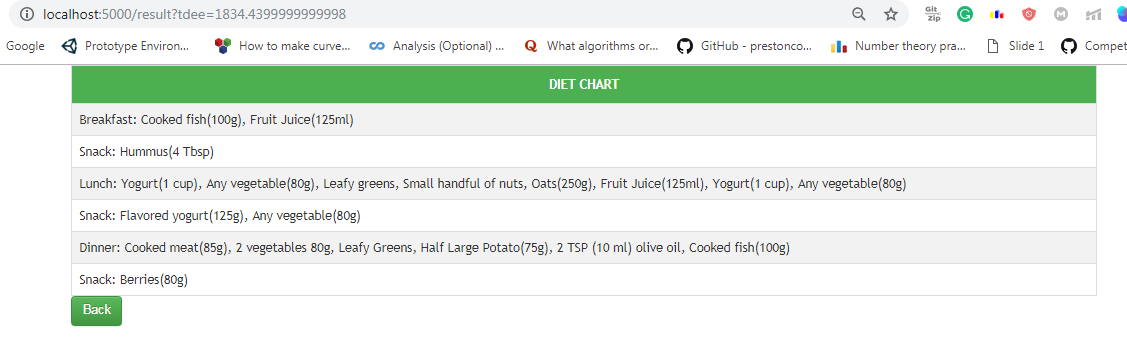 localhost:5000/result?tdee=1834.4399999999998
Git Zip G M
Google Prototype Environ... How to make curve... Analysis (Optional) ... Q What algorithms or... GitHub - prestonco... Number theory pra... Slide 1 Compet
DIET CHART
Breakfast: Cooked fish(100g), Fruit Juice(125ml)
Snack: Hummus(4 Tbsp)
Lunch: Yogurt(1 cup), Any vegetable(80g), Leafy greens, Small handful of nuts, Oats(250g), Fruit Juice(125ml), Yogurt(1 cup), Any vegetable(80g)
Snack: Flavored yogurt(125g), Any vegetable(80g)
Dinner: Cooked meat(85g), 2 vegetables 80g, Leafy Greens, Half Large Potato(75g), 2 TSP (10 ml) olive oil, Cooked fish(100g)
Snack: Berries(80g)
Back